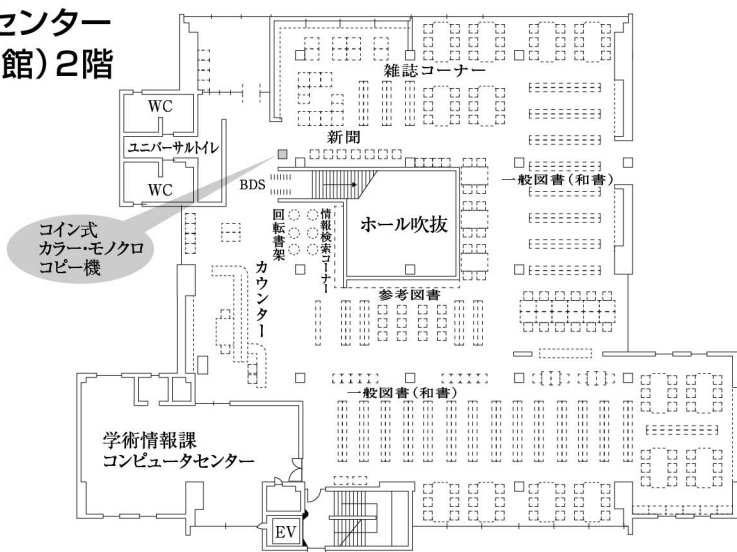 センター
館)2階
雑誌コーナー
WC
新聞
ユニバーサルトイレ
WC
BDS
一般図書(和書)
コイン式
カラー・モノクロ
コピー機
回転書架
情報検索コーナー
ホール吹抜
カウンター
参考図書
一般図書(和書)
学術情報課
コンピュータセンター
EV